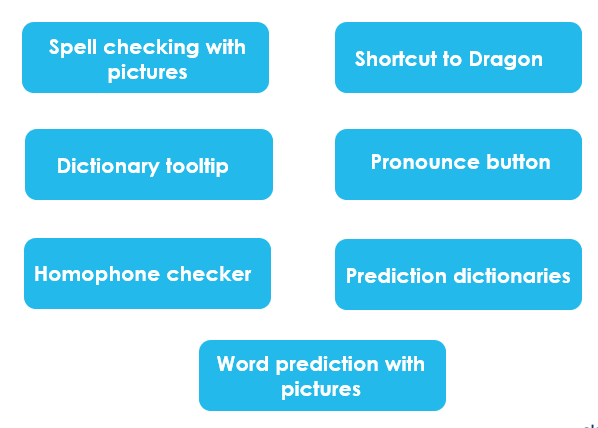 Spell checking with
pictures
Shortcut to Dragon
Dictionary tooltip
Pronounce button
Homophone checker
Prediction dictionaries
Word prediction with
pictures